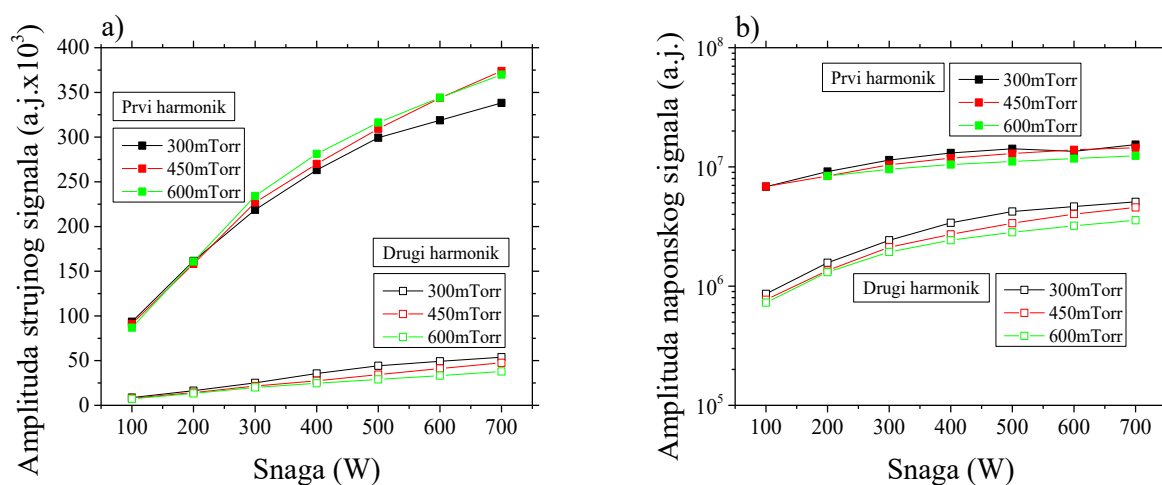 a)
Amplituda strujnog signala (a.j.x10³)
400
350
300
250
200
150
100
50
0
Prvi harmonik
300mTorr
450mTorr
600mTorr
Drugi harmonik
300mTorr
450mTorr
600mTorr
100 200 300 400 500 600 700
Snaga (W)
b)
Amplituda naponskog signala (a.j.)
10⁸
10⁷
10⁶
10⁵
Prvi harmonik
300mTorr
450mTorr
600mTorr
Drugi harmonik
300mTorr
450mTorr
600mTorr
100 200 300 400 500 600 700
Snaga (W)